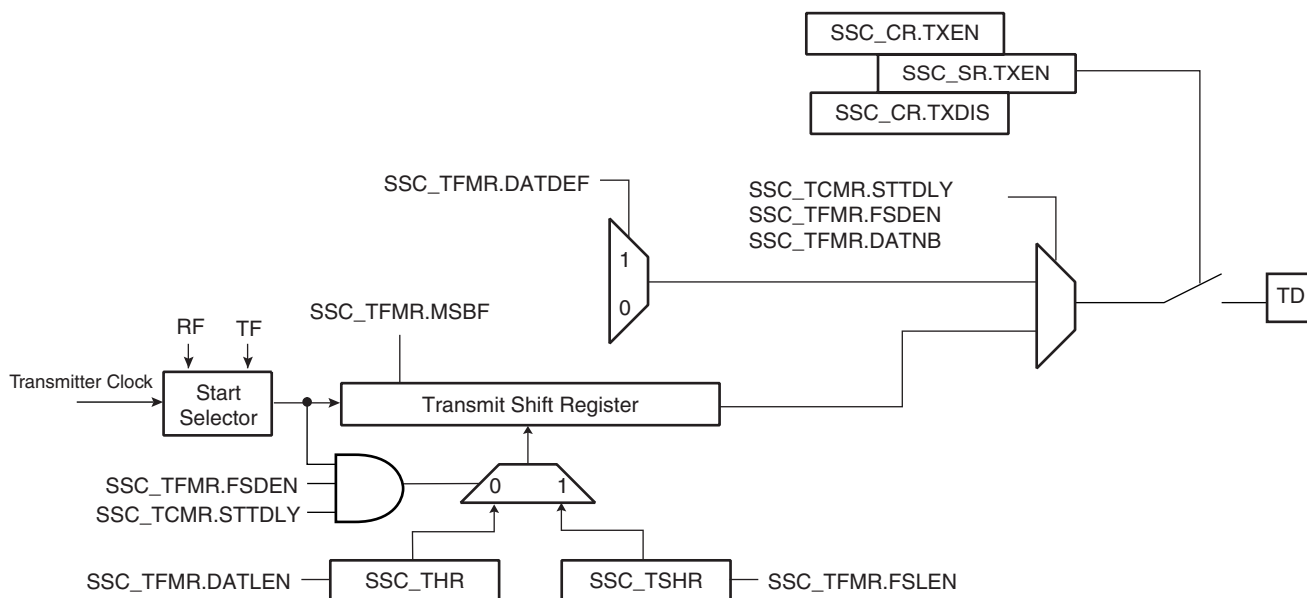 SSC_CR.TXEN
SSC_SR.TXEN
SSC_CR.TXDIS
SSC_TFMR.DATDEF
SSC_TCMR.STTDLY
SSC_TFMR.FSDEN
SSC_TFMR.DATNB
1
0
TD
SSC_TFMR.MSBF
RF
TF
Transmitter Clock
Start
Selector
Transmit Shift Register
SSC_TFMR.FSDEN
SSC_TCMR.STTDLY
0
1
SSC_TFMR.DATLEN
SSC_THR
SSC_TSHR
SSC_TFMR.FSLEN